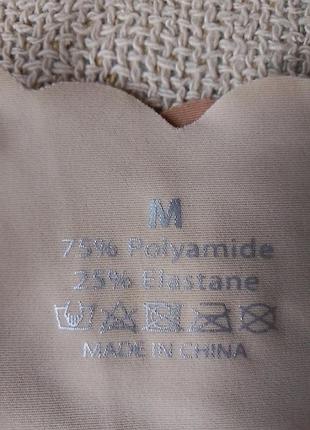 M
75% Polyamide
25% Elastane
MADE IN CHINA